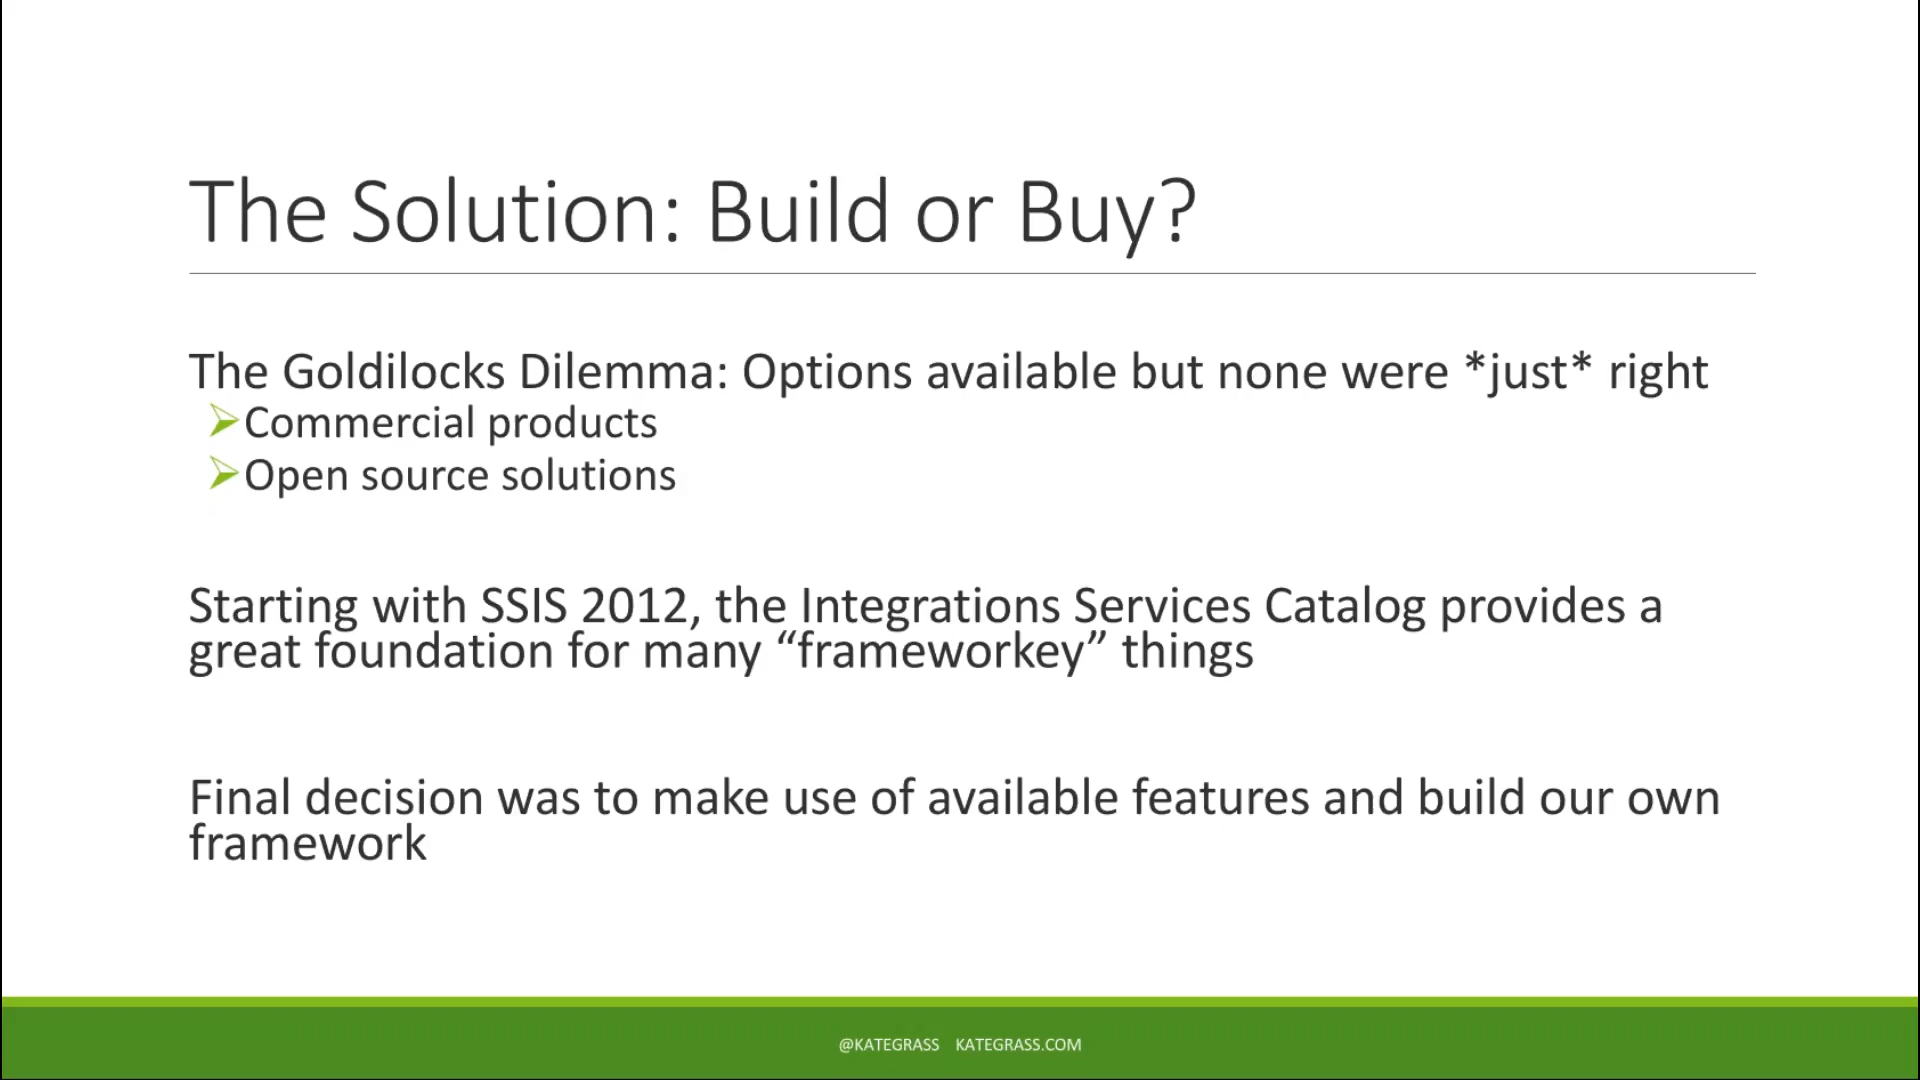 The Solution: Build or Buy?
The Goldilocks Dilemma: Options available but none were *just* right
Commercial products
Open source solutions
Starting with SSIS 2012, the Integrations Services Catalog provides a
great foundation for many “frameworkey” things
Final decision was to make use of available features and build our own
framework
@KATEGRASS KATEGRASS.COM